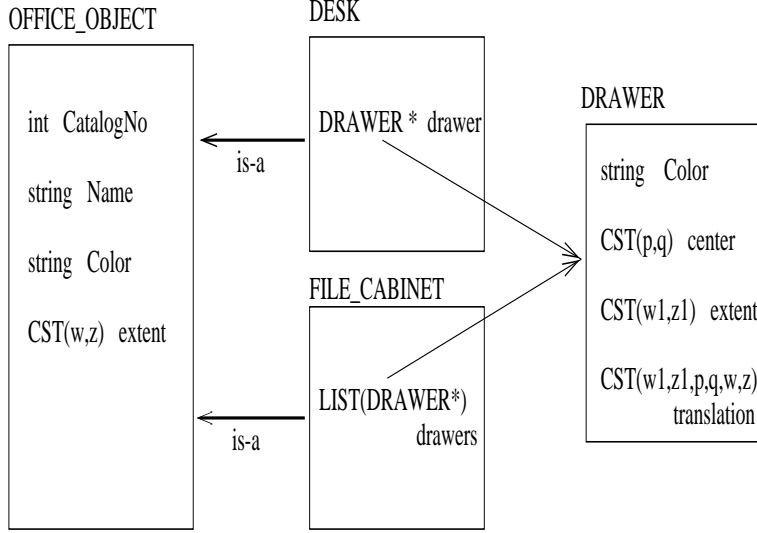 OFFICE_OBJECT
int CatalogNo
string Name
string Color
CST(w,z) extent
DESK
DRAWER * drawer
is-a
FILE_CABINET
LIST(DRAWER*)
drawers
is-a
DRAWER
string Color
CST(p,q) center
CST(w1,z1) extent
CST(w1,z1,p,q,w,z)
translation